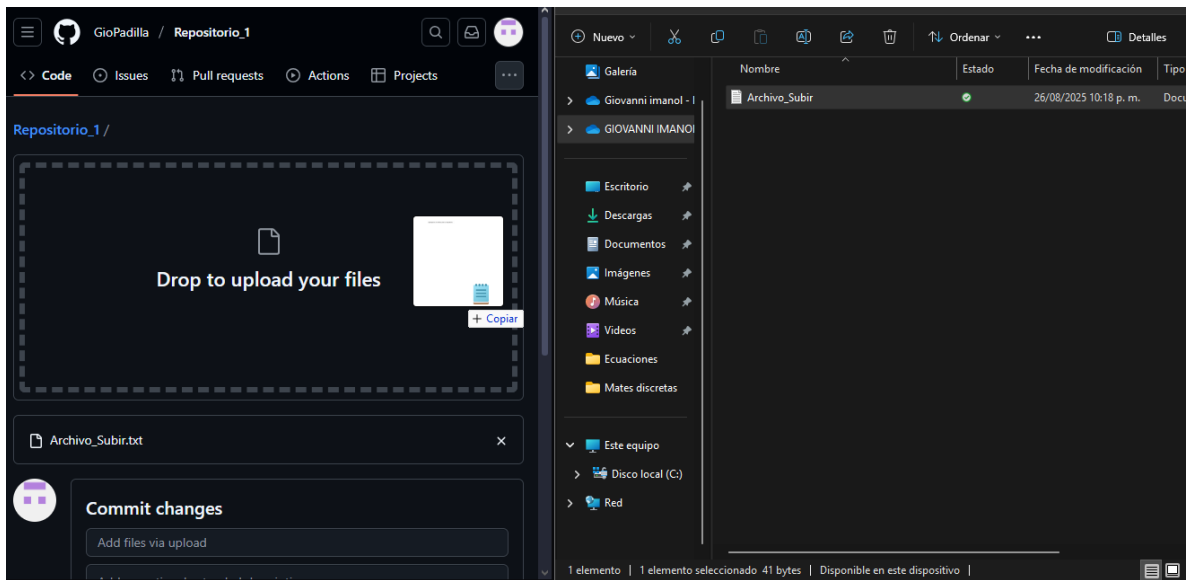 GioPadilla / Repositorio_1
Code Issues Pull requests Actions Projects
Repositorio_1 /
Drop to upload your files
+ Copiar
Archivo_Subir.txt
Commit changes
Add files via upload
Nuevo Ordenar Detalles
Galería
Giovanni imanol -
GIOVANNI IMANOL
Escritorio
Descargas
Documentos
Imágenes
Música
Videos
Ecuaciones
Mates discretas
Este equipo
Disco local (C:)
Red
Nombre Estado Fecha de modificación Tipo
Archivo_Subir 26/08/2025 10:18 p. m. Docu
1 elemento | 1 elemento seleccionado 41 bytes | Disponible en este dispositivo |